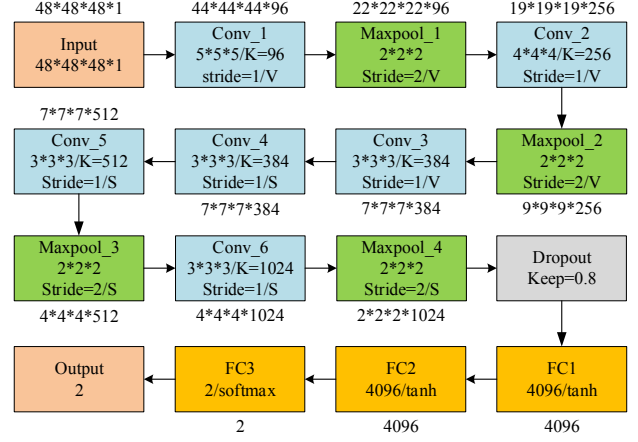 48*48*48*1
44*44*44*96
22*22*22*96
19*19*19*256
Input
48*48*48*1
Conv_1
5*5*5/K=96
stride=1/V
Maxpool_1
2*2*2
Stride=2/V
Conv_2
4*4*4/K=256
Stride=1/V
7*7*7*512
Conv_5
3*3*3/K=512
Stride=1/S
Conv_4
3*3*3/K=384
Stride=1/S
Conv_3
3*3*3/K=384
Stride=1/V
Maxpool_2
2*2*2
Stride=2/V
7*7*7*384
7*7*7*384
9*9*9*256
Maxpool_3
2*2*2
Stride=2/S
Conv_6
3*3*3/K=1024
Stride=1/S
Maxpool_4
2*2*2
Stride=2/S
Dropout
Keep=0.8
4*4*4*512
4*4*4*1024
2*2*2*1024
Output
2
FC3
2/softmax
FC2
4096/tanh
FC1
4096/tanh
2
4096
4096